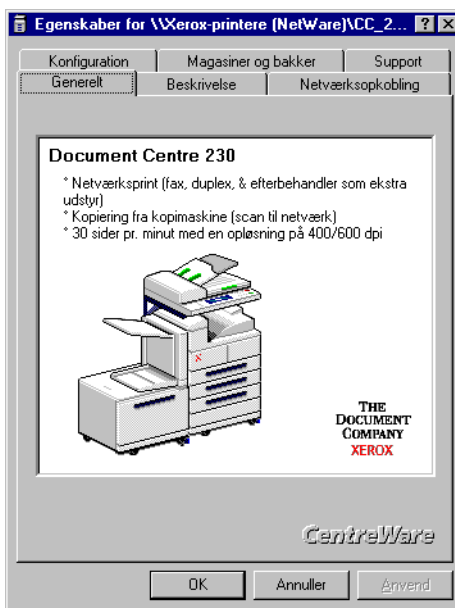 Egenskaber for \\Xerox-printere (NetWare)\CC_2...
Konfiguration Magasiner og bakker Support
Generelt Beskrivelse Netværksopkobling
Document Centre 230
* Netværksprint (fax, duplex, & efterbehandler som ekstra
udstyr)
* Kopiering fra kopimaskine (scan til netværk)
* 30 sider pr. minut med en opløsning på 400/600 dpi
X
THE
DOCUMENT
COMPANY
XEROX
CentreWare
OK Annuller Anvend